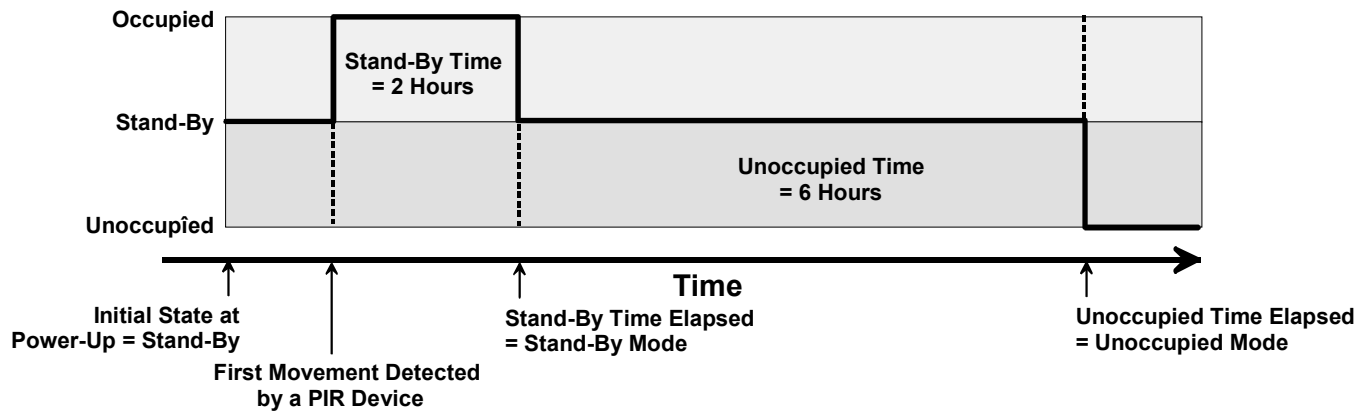 Occupied
Stand-By Time
= 2 Hours
Stand-By
Unoccupied Time
= 6 Hours
Unoccupîed
Time
Initial State at
Power-Up = Stand-By
First Movement Detected
by a PIR Device
Stand-By Time Elapsed
= Stand-By Mode
Unoccupied Time Elapsed
= Unoccupied Mode